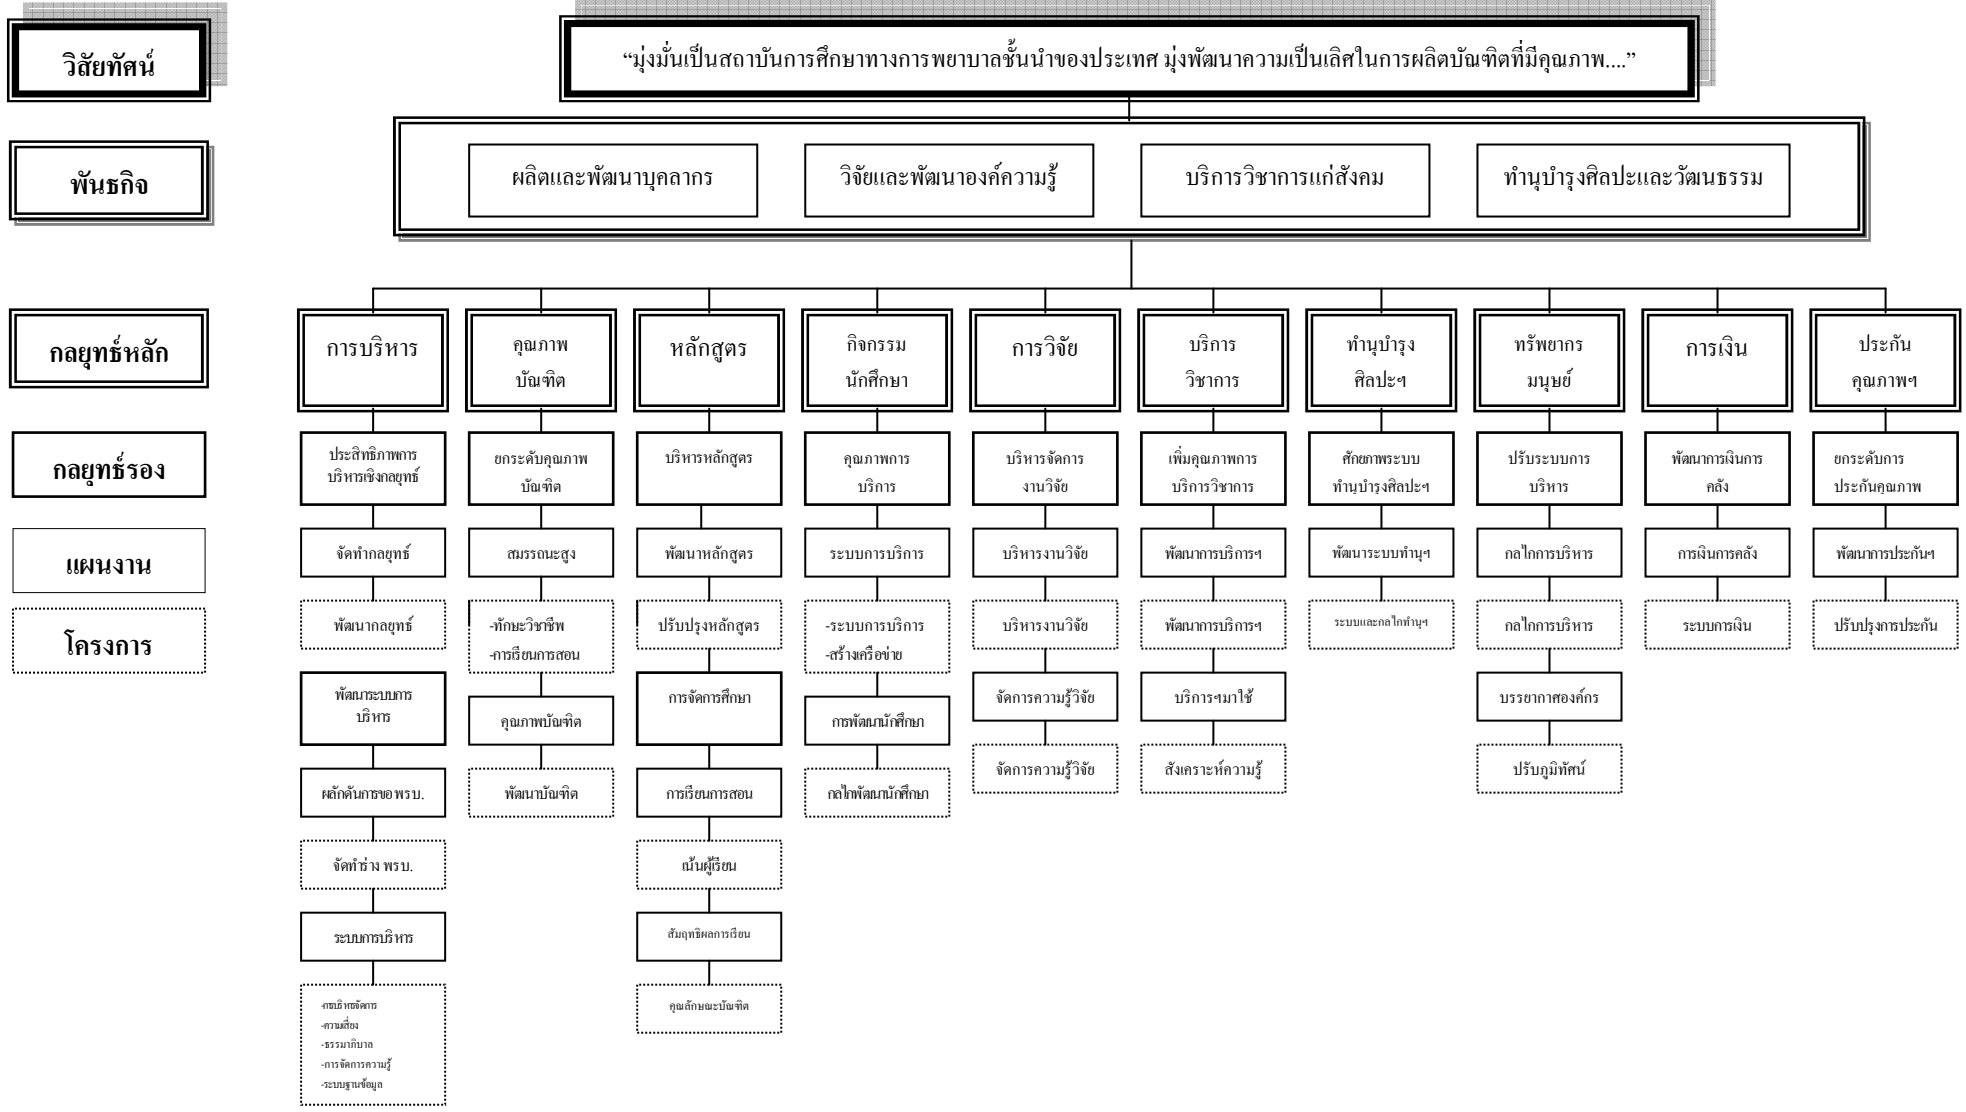 วิสัยทัศน์
“มุ่งมั่นเป็นสถาบันการศึกษาทางการพยาบาลชั้นนำของประเทศ มุ่งพัฒนาความเป็นเลิศในการผลิตบัณฑิตที่มีคุณภาพ....”
พันธกิจ
ผลิตและพัฒนาบุคลากร
วิจัยและพัฒนาองค์ความรู้
บริการวิชาการแก่สังคม
ทำนุบำรุงศิลปะและวัฒนธรรม
กลยุทธ์หลัก
การบริหาร
คุณภาพ
บัณฑิต
หลักสูตร
กิจกรรม
นักศึกษา
การวิจัย
บริการ
วิชาการ
ทำนุบำรุง
ศิลปะฯ
ทรัพยากร
มนุษย์
การเงิน
ประกัน
คุณภาพฯ
กลยุทธ์รอง
ประสิทธิภาพการ
บริหารเชิงกลยุทธ์
ยกระดับคุณภาพ
บัณฑิต
บริหารหลักสูตร
คุณภาพการ
บริการ
บริหารจัดการ
งานวิจัย
เพิ่มคุณภาพการ
บริการวิชาการ
ศักยภาพระบบ
ทำนุบำรุงศิลปะฯ
ปรับระบบการ
บริหาร
พัฒนาการเงินการ
คลัง
ยกระดับการ
ประกันคุณภาพ
แผนงาน
จัดทำกลยุทธ์
สมรรถนะสูง
พัฒนาหลักสูตร
ระบบการบริการ
บริหารงานวิจัย
พัฒนาการบริการฯ
พัฒนาระบบทำนุฯ
กลไกการบริหาร
การเงินการคลัง
พัฒนาการประกันฯ
โครงการ
พัฒนากลยุทธ์
-ทักษะวิชาชีพ
-การเรียนการสอน
ปรับปรุงหลักสูตร
-ระบบการบริการ
-สร้างเครือข่าย
บริหารงานวิจัย
พัฒนาการบริการฯ
ระบบและกลไกทำนุฯ
กลไกการบริหาร
ระบบการเงิน
ปรับปรุงการประกัน
พัฒนาระบบการ
บริหาร
คุณภาพบัณฑิต
การจัดการศึกษา
การพัฒนานักศึกษา
จัดการความรู้วิจัย
บริการฯมาใช้
บรรยากาศองค์กร
ผลักดันการขอพรบ.
พัฒนาบัณฑิต
การเรียนการสอน
กลไกพัฒนานักศึกษา
จัดการความรู้วิจัย
สังเคราะห์ความรู้
ปรับภูมิทัศน์
จัดทำร่าง พรบ.
เน้นผู้เรียน
ระบบการบริหาร
สัมฤทธิผลการเรียน
-การบริหารจัดการ
-ความเสี่ยง
-ธรรมาภิบาล
-การจัดการความรู้
-ระบบฐานข้อมูล
คุณลักษณะบัณฑิต